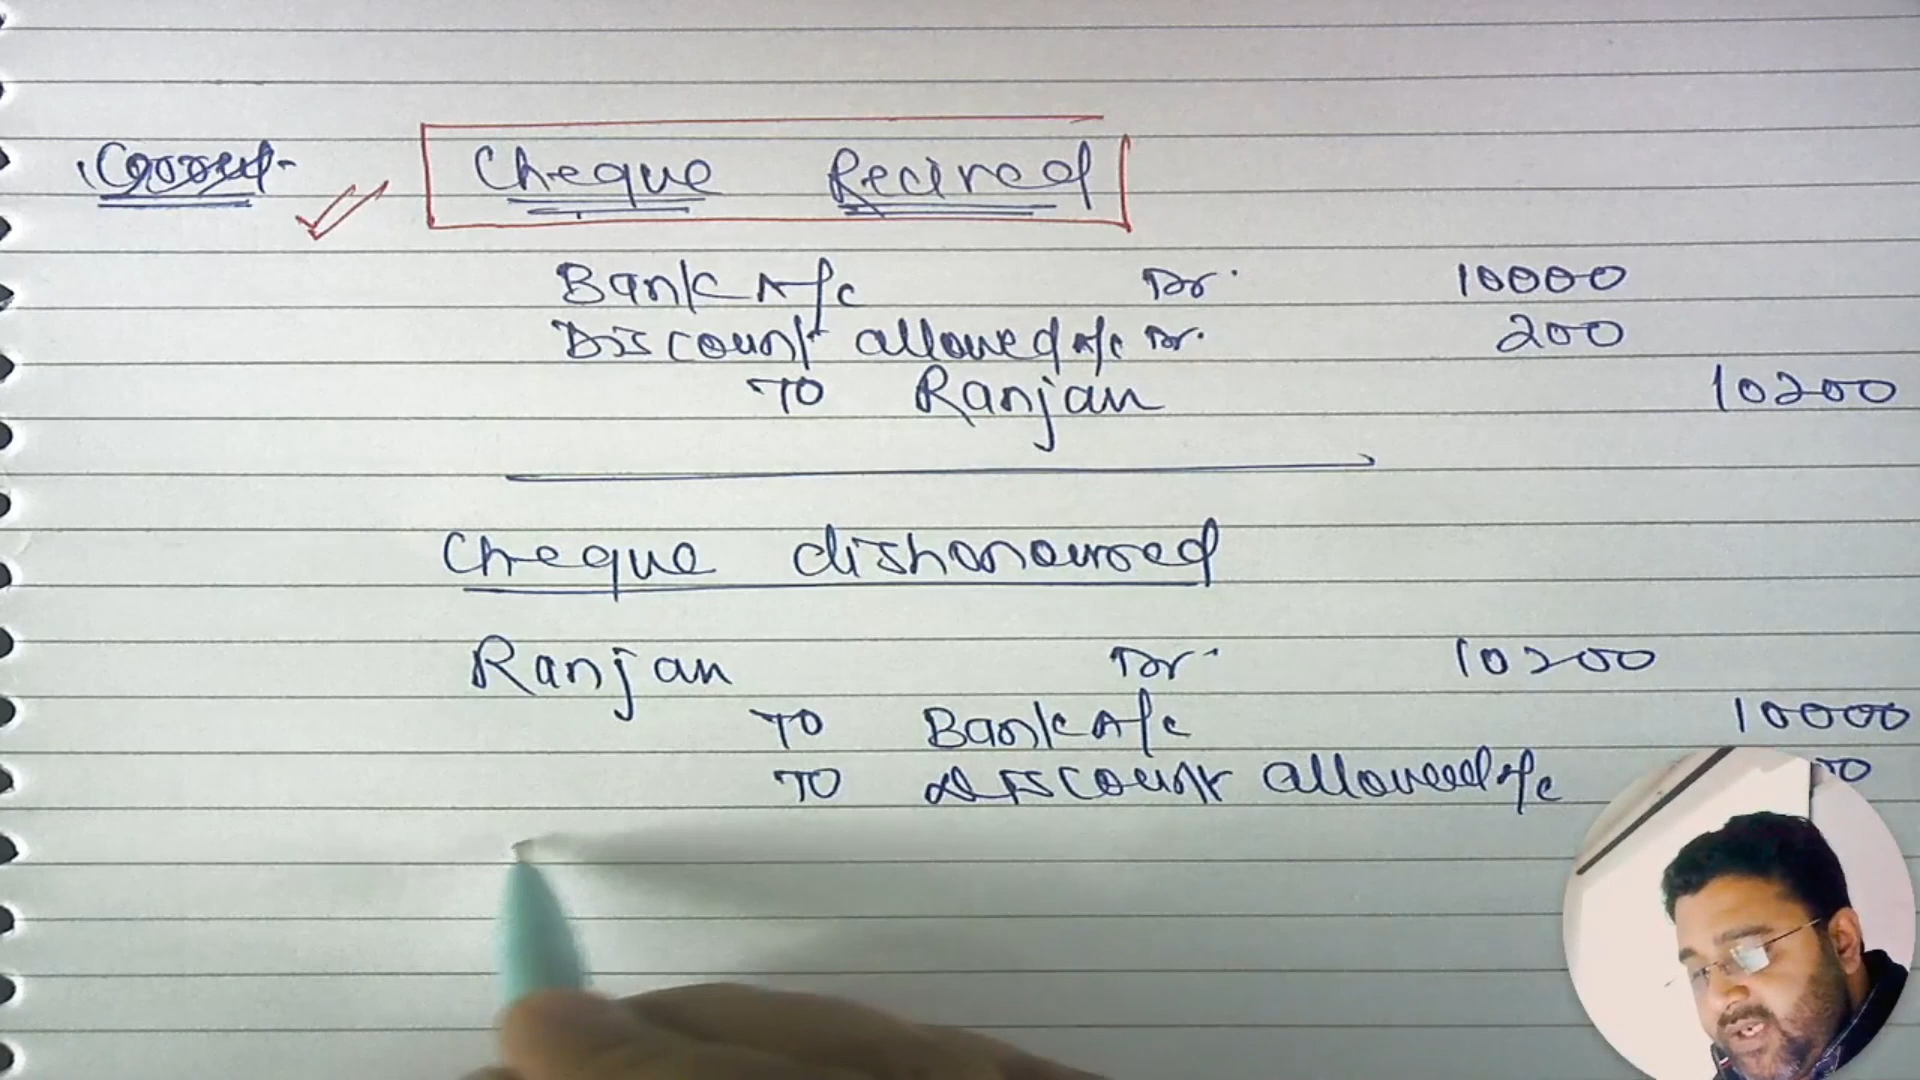 Correct Cheque Recived
Bank A/c Dr. 10000
Discount allowed A/c Dr. 200
To Ranjan 10200
Cheque dishonoured
Ranjan Dr. 10200
To Bank A/c 10000
To Discount allowed A/c